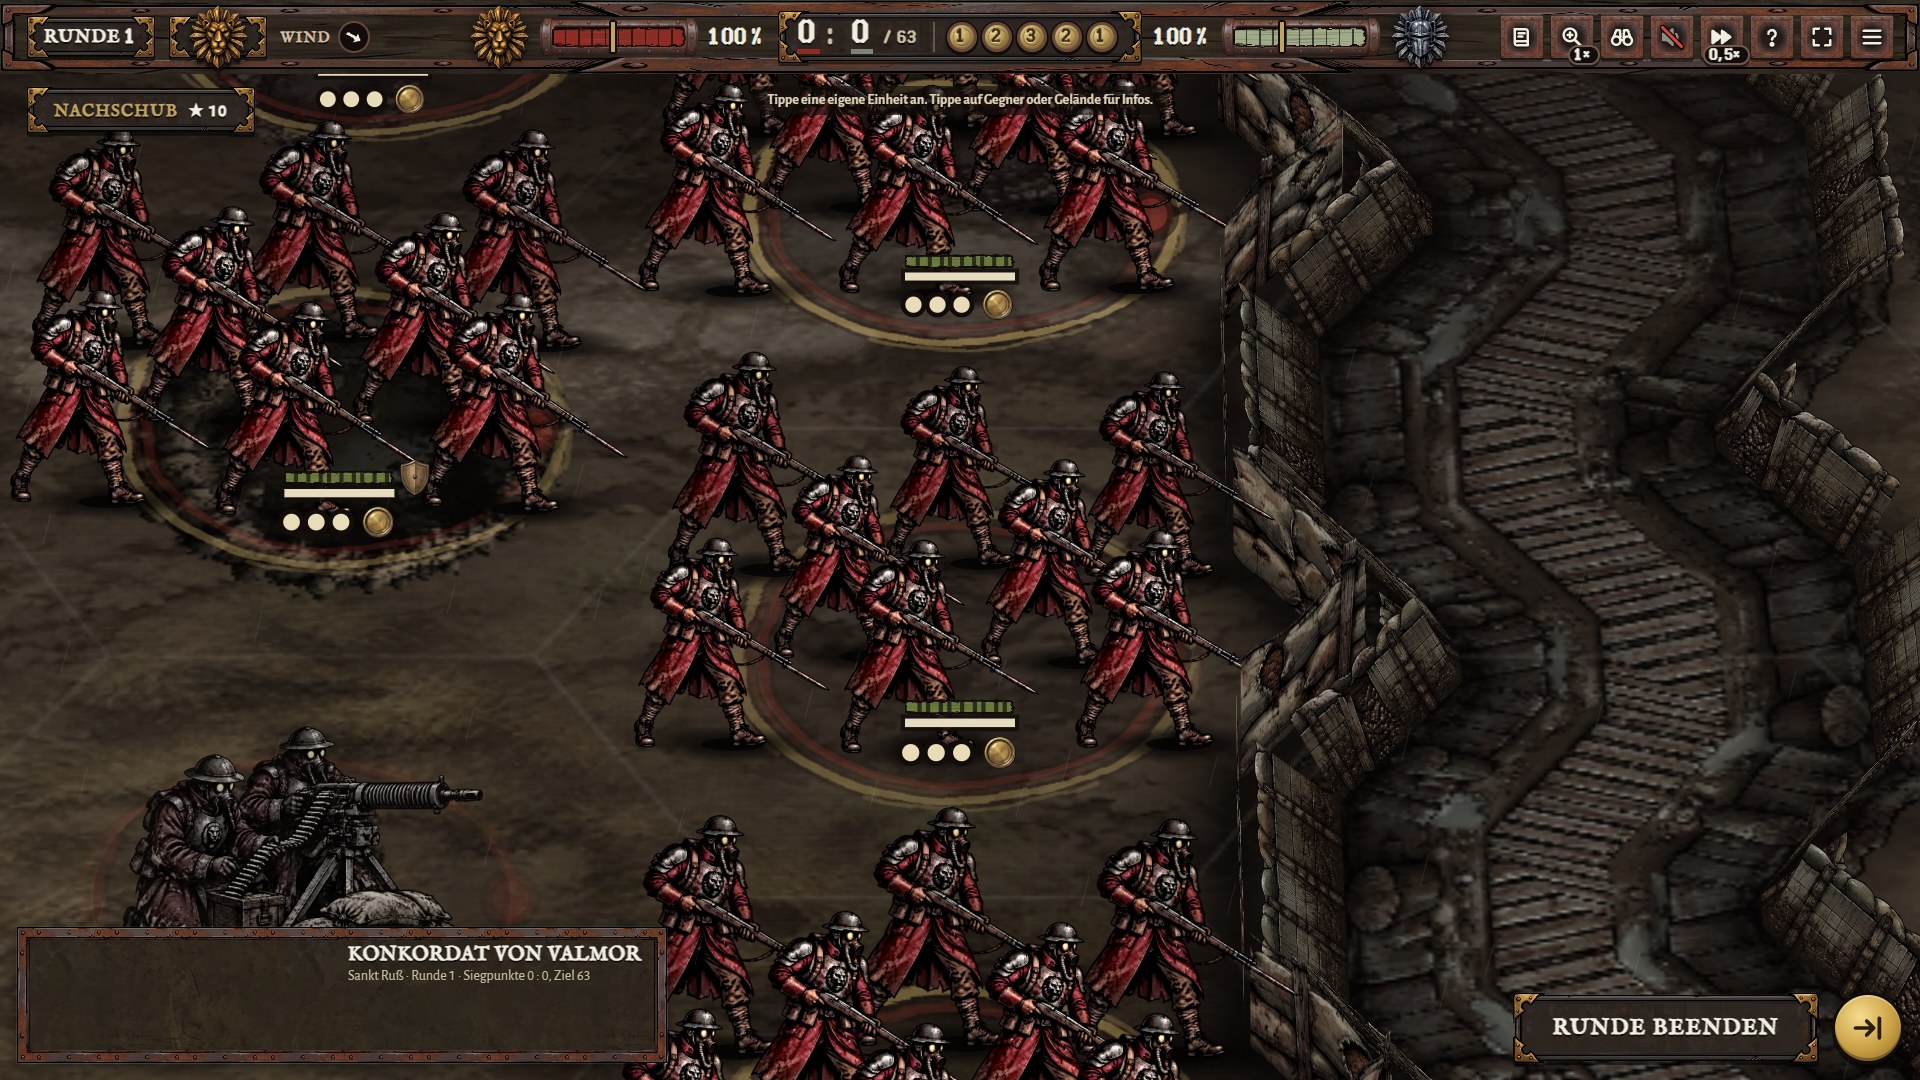 RUNDE 1
WIND
100%
0 : 0 / 63
1 2 3 2 1
100%
1×
0,5×
?
NACHSCHUB ★ 10
Tippe eine eigene Einheit an. Tippe auf Gegner oder Gelände für Infos.
KONKORDAT VON VALMOR
Sankt Ruß · Runde 1 · Siegpunkte 0 : 0, Ziel 63
RUNDE BEENDEN